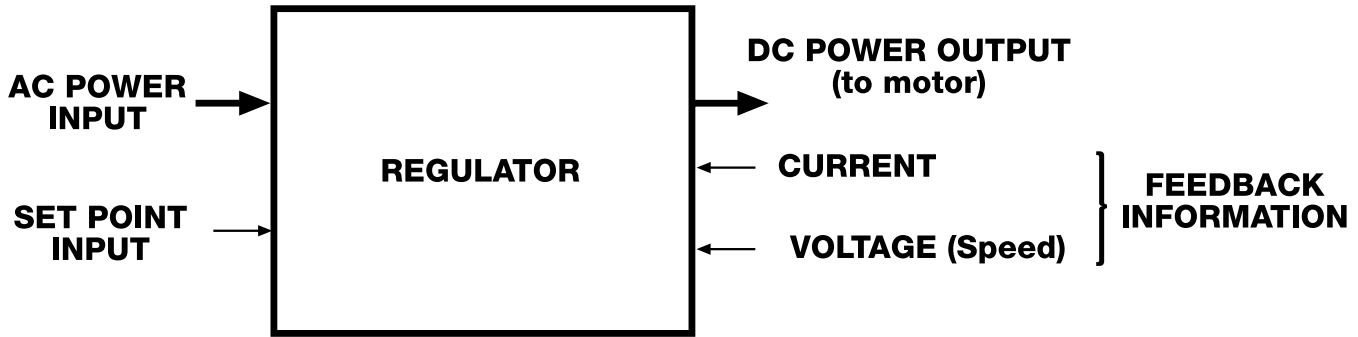 AC POWER
INPUT
SET POINT
INPUT
REGULATOR
DC POWER OUTPUT
(to motor)
CURRENT
VOLTAGE (Speed)
FEEDBACK
INFORMATION